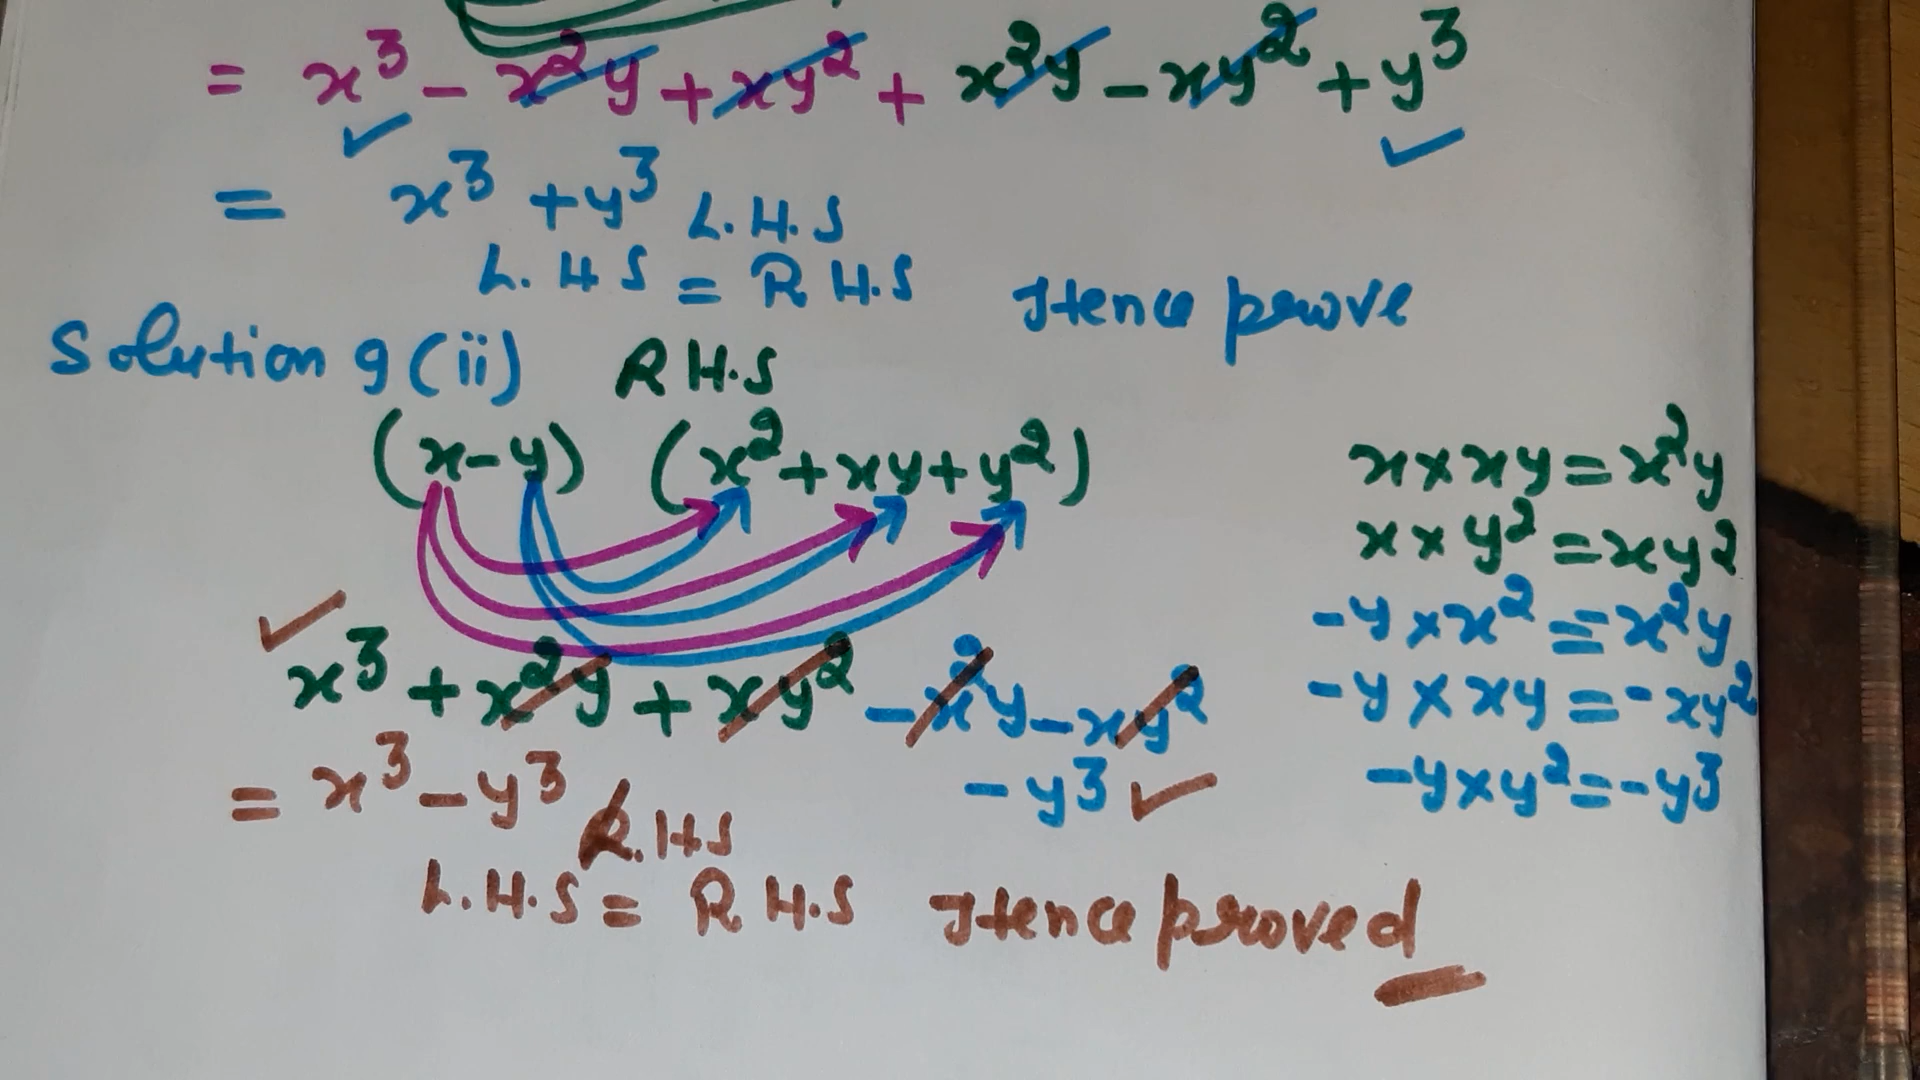 = x³ - x²y + xy² + x²y - xy² + y³
= x³ + y³ L.H.S
L.H.S = R.H.S Hence prove
Solution 9(ii) R.H.S
(x-y) (x²+xy+y²)
x³ + x²y + xy² - x²y - xy²
- y³
= x³ - y³ L.H.S
L.H.S = R.H.S Hence proved
x × xy = x²y
x × y² = xy²
-y × x² = -x²y
-y × xy = -xy²
-y × y² = -y³